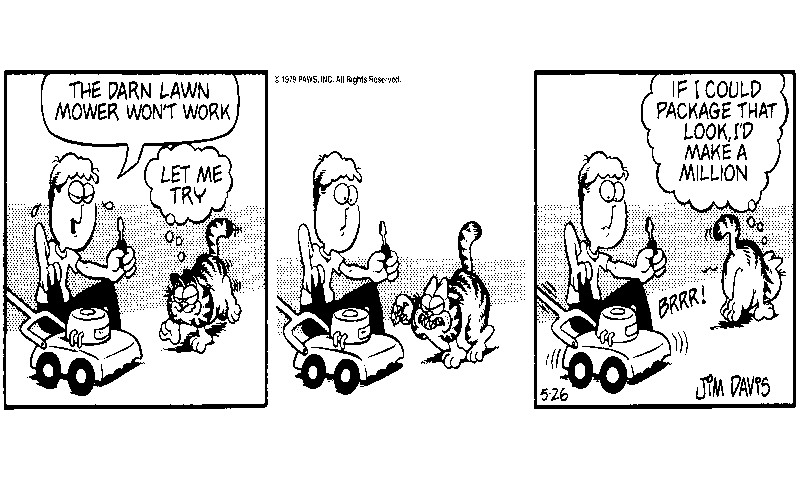 THE DARN LAWN
MOWER WON'T WORK
LET ME
TRY
© 1979 PAWS, INC. All Rights Reserved.
IF I COULD
PACKAGE THAT
LOOK, I'D
MAKE A
MILLION
BRRR!
5-26
JIM DAVIS